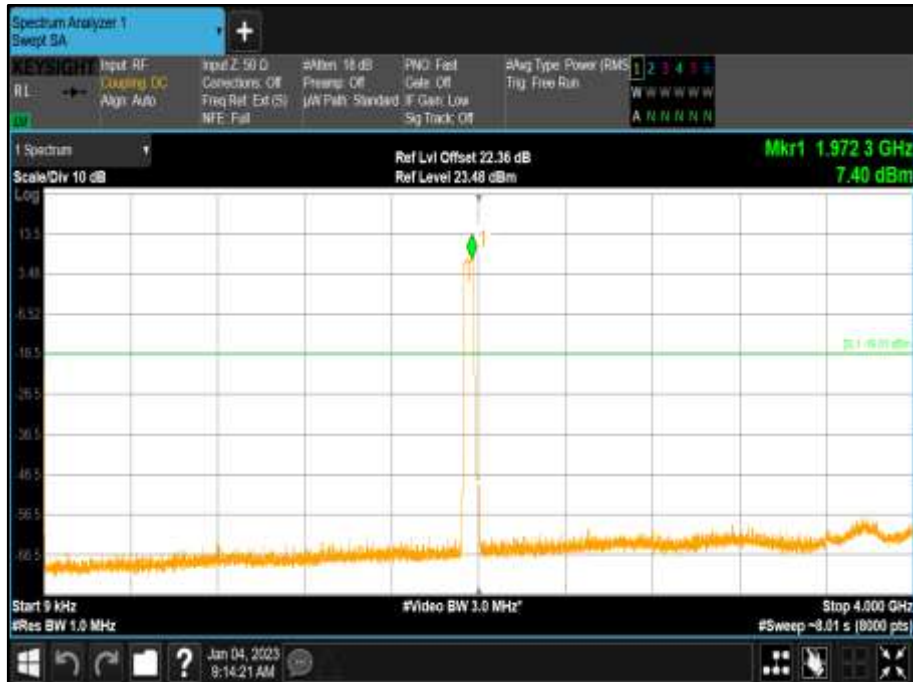 Spectrum Analyzer 1
Swept SA
+
KEYSIGHT
Input: RF
Input Z: 50 Ω
#Atten: 18 dB
PNO: Fast
#Avg Type: Power (RMS
1 2 3 4 5 6
RL
Coupling: DC
Corrections: Off
Preamp: Off
Gate: Off
Trig: Free Run
Align: Auto
Freq Ref: Ext (S)
µW Path: Standard
IF Gain: Low
W W W W W W
NFE: Full
Sig Track: Off
A N N N N N
1 Spectrum
Ref Lvl Offset 22.36 dB
Mkr1 1.972 3 GHz
Scale/Div 10 dB
Ref Level 23.48 dBm
7.40 dBm
Log
13.5
1
3.48
-6.52
-16.5
-26.5
-36.5
-46.5
-56.5
-66.5
Start 9 kHz
#Video BW 3.0 MHz*
Stop 4.000 GHz
#Res BW 1.0 MHz
#Sweep ~8.01 s (8000 pts)
?
Jan 04, 2023
9:14:21 AM